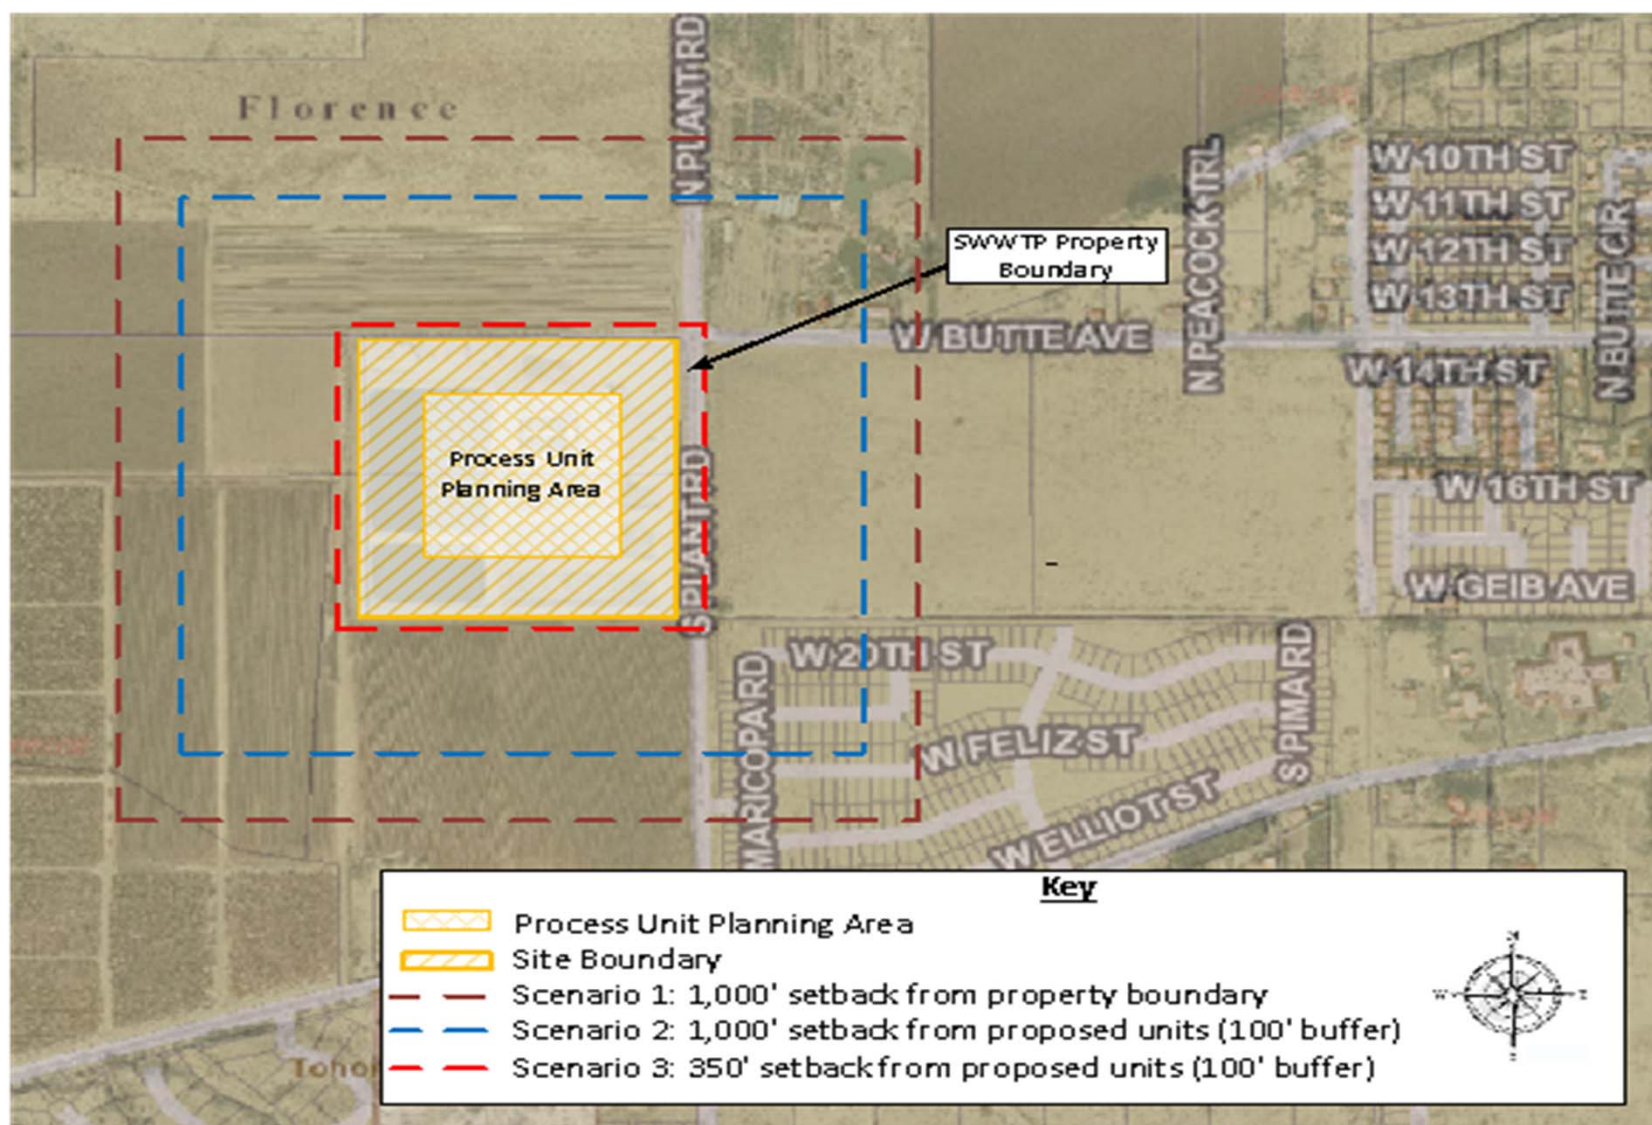 Florence
N PLANT RD
W 10TH ST
W 11TH ST
W 12TH ST
W 13TH ST
N PEACOCK TRL
N BUTTE CIR
SWWTP Property
Boundary
W BUTTE AVE
W 14TH ST
Process Unit
Planning Area
S PLANT RD
W 16TH ST
W GEIB AVE
W 20TH ST
S PIMA RD
MARICOPA RD
W FELIZ ST
W ELLIOT ST
Key
Process Unit Planning Area
Site Boundary
Scenario 1: 1,000' setback from property boundary
Scenario 2: 1,000' setback from proposed units (100' buffer)
Scenario 3: 350' setback from proposed units (100' buffer)
N
W
E
S